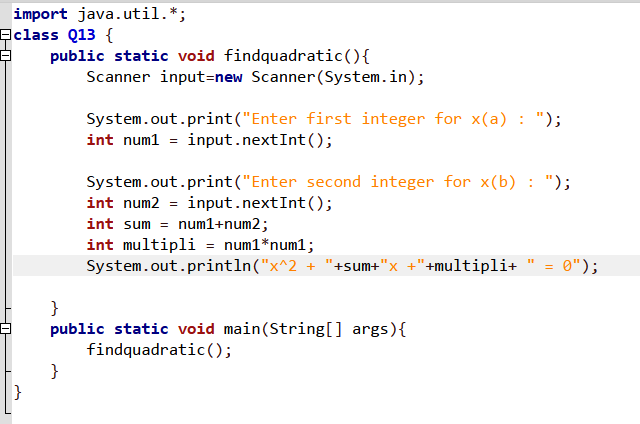 import java.util.*;
class Q13 {
public static void findquadratic(){
Scanner input=new Scanner(System.in);
System.out.print("Enter first integer for x(a) : ");
int num1 = input.nextInt();
System.out.print("Enter second integer for x(b) : ");
int num2 = input.nextInt();
int sum = num1+num2;
int multipli = num1*num1;
System.out.println("x^2 + "+sum+"x +"+multipli+ " = 0");
}
public static void main(String[] args){
findquadratic();
}
}